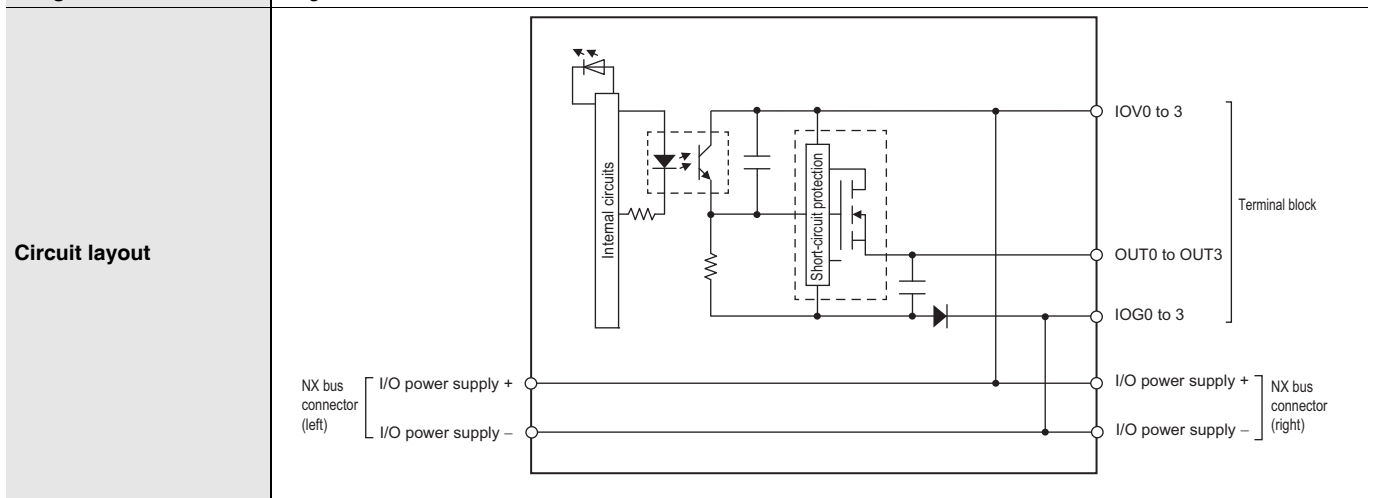 Circuit layout
Internal circuits
Short-circuit protection
IOV0 to 3
OUT0 to OUT3
IOG0 to 3
Terminal block
NX bus
connector
(left)
I/O power supply +
I/O power supply –
I/O power supply +
I/O power supply –
NX bus
connector
(right)